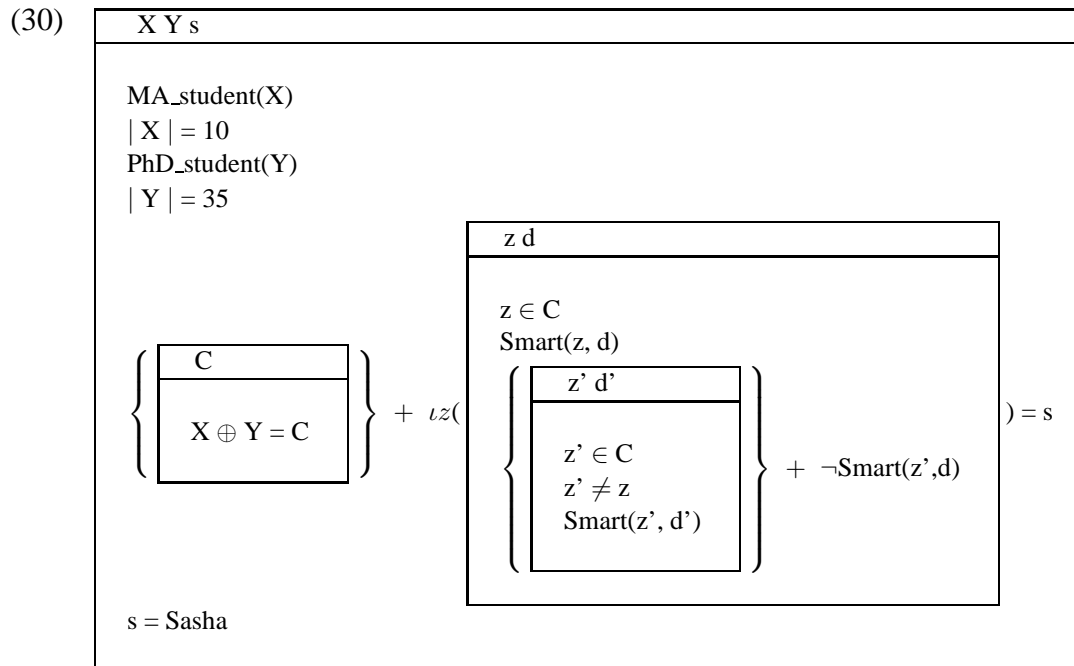 (30)
X Y s
MA_student(X)
| X | = 10
PhD_student(Y)
| Y | = 35
z d
z ∈ C
Smart(z, d)
{ C
X ⊕ Y = C } + ιz(
{ z’ d’
z’ ∈ C
z’ ≠ z
Smart(z’, d’) } + ¬Smart(z’,d)
) = s
s = Sasha